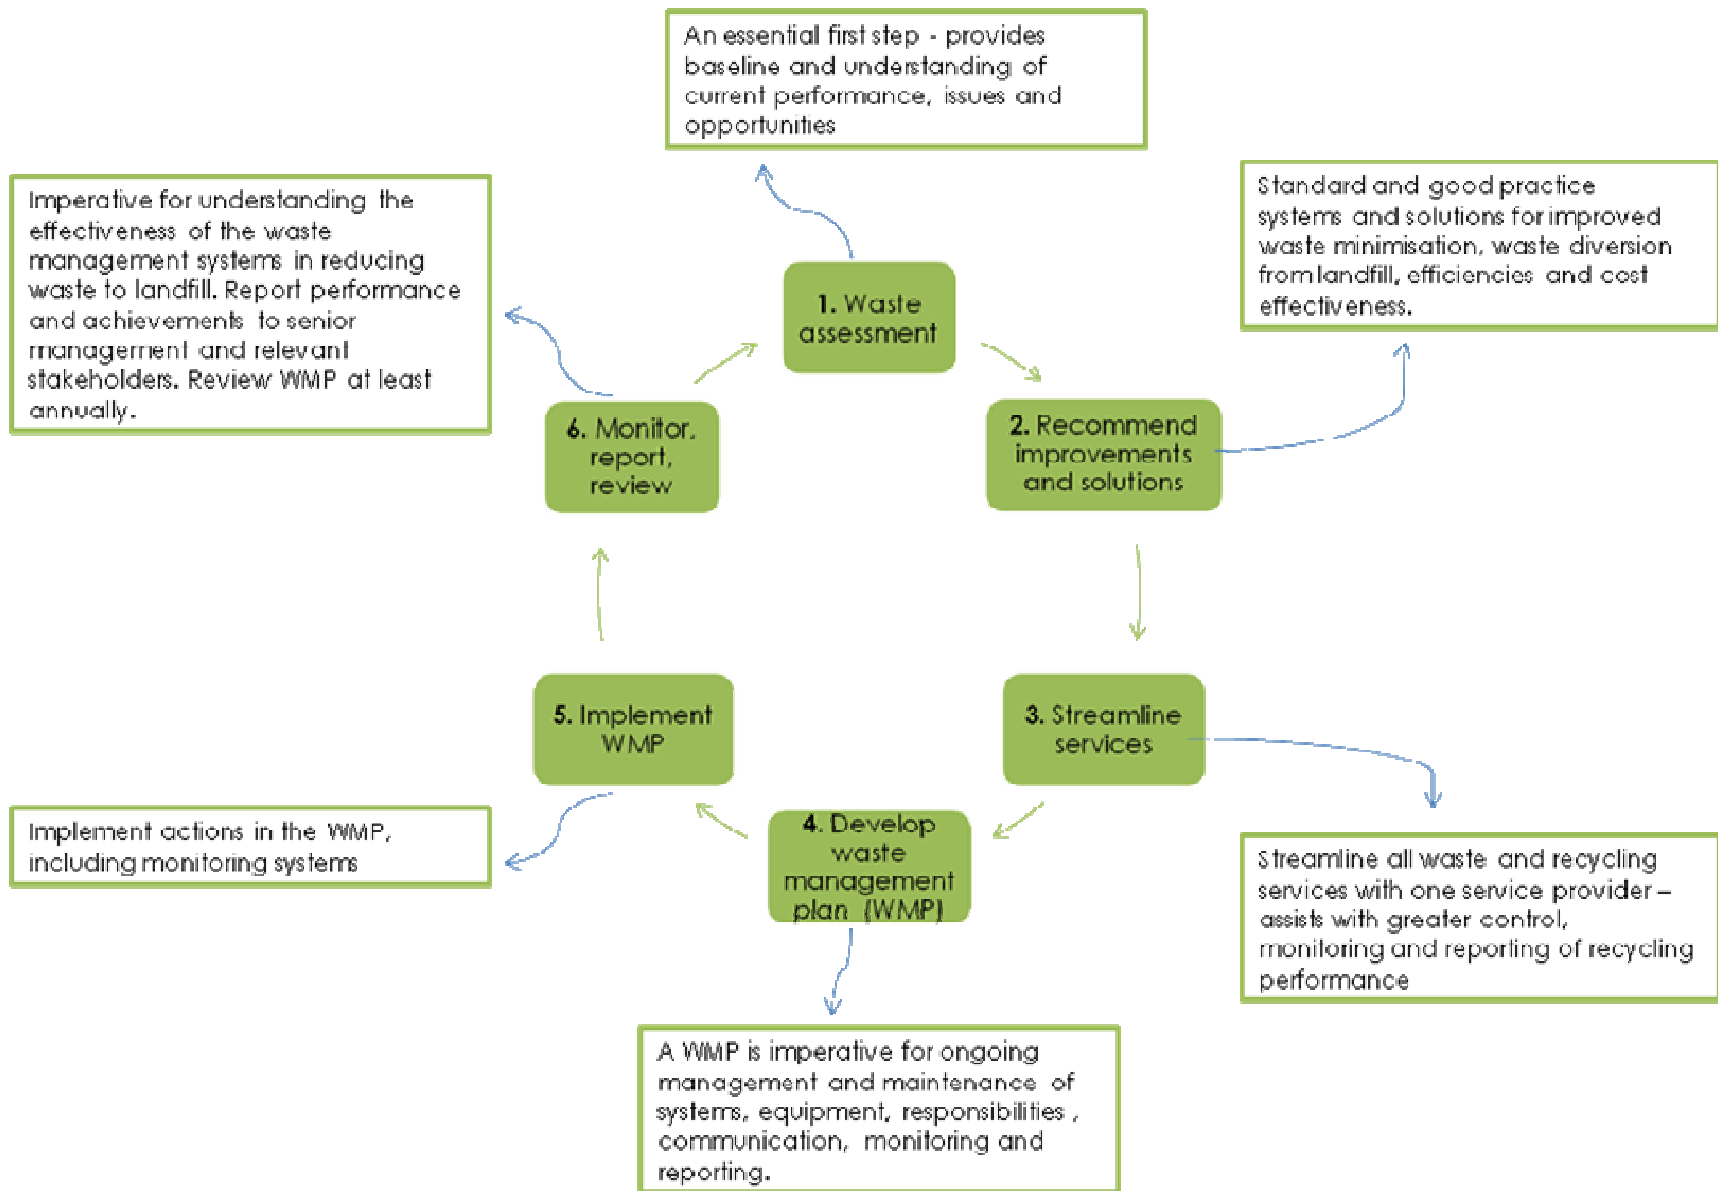 An essential first step - provides
baseline and understanding of
current performance, issues and
opportunities
Standard and good practice
systems and solutions for improved
waste minimisation, waste diversion
from landfill, efficiencies and cost
effectiveness.
Imperative for understanding the
effectiveness of the waste
management systems in reducing
waste to landfill. Report performance
and achievements to senior
management and relevant
stakeholders. Review WMP at least
annually.
1. Waste
assessment
2. Recommend
improvements
and solutions
6. Monitor,
report,
review
5. Implement
WMP
3. Streamline
services
4. Develop
waste
management
plan (WMP)
Implement actions in the WMP,
including monitoring systems
Streamline all waste and recycling
services with one service provider –
assists with greater control,
monitoring and reporting of recycling
performance
A WMP is imperative for ongoing
management and maintenance of
systems, equipment, responsibilities ,
communication, monitoring and
reporting.